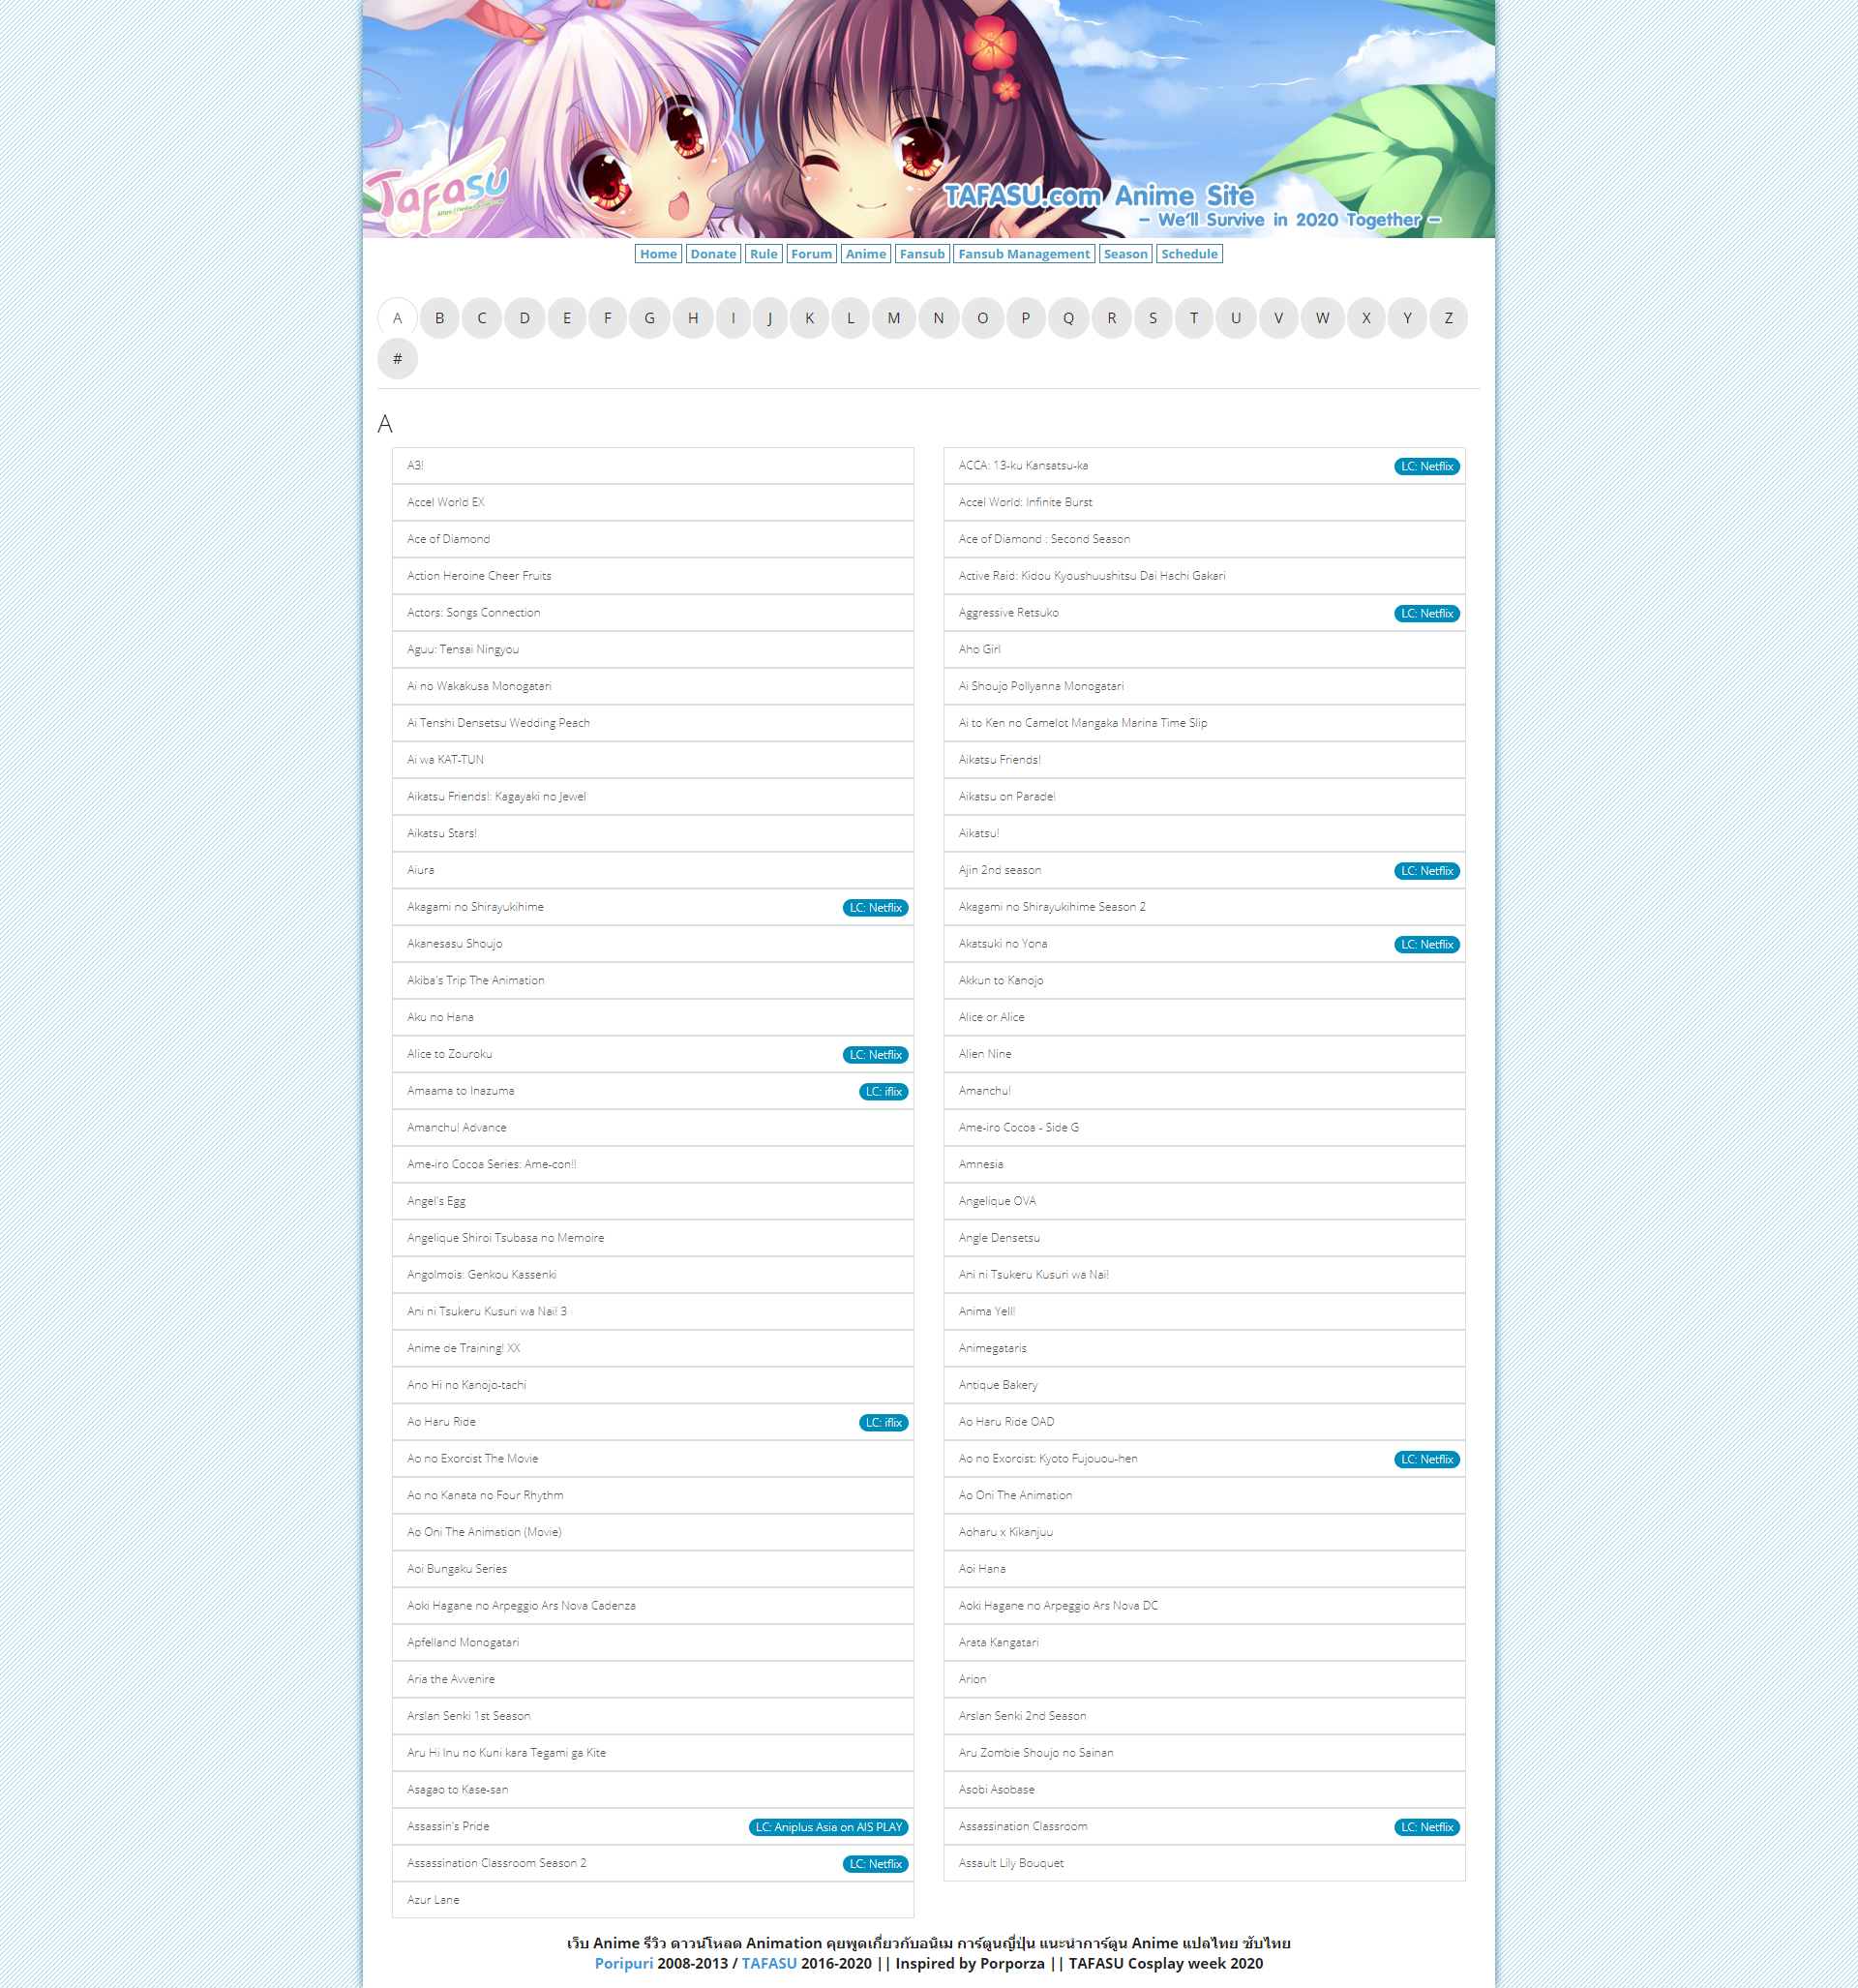 Tafasu
TAFASU.com Anime Site
- We'll Survive in 2020 Together -
Home Donate Rule Forum Anime Fansub Fansub Management Season Schedule
A B C D E F G H I J K L M N O P Q R S T U V W X Y Z
#
A
A3!
ACCA: 13-ku Kansatsu-ka LC: Netflix
Accel World EX
Accel World: Infinite Burst
Ace of Diamond
Ace of Diamond : Second Season
Action Heroine Cheer Fruits
Active Raid: Kidou Kyoushuushitsu Dai Hachi Gakari
Actors: Songs Connection
Aggressive Retsuko LC: Netflix
Aguu: Tensai Ningyou
Aho Girl
Ai no Wakakusa Monogatari
Ai Shoujo Pollyanna Monogatari
Ai Tenshi Densetsu Wedding Peach
Ai to Ken no Camelot Mangaka Marina Time Slip
Ai wa KAT-TUN
Aikatsu Friends!
Aikatsu Friends!: Kagayaki no Jewel
Aikatsu on Parade!
Aikatsu Stars!
Aikatsu!
Aiura
Ajin 2nd season LC: Netflix
Akagami no Shirayukihime LC: Netflix
Akagami no Shirayukihime Season 2
Akanesasu Shoujo
Akatsuki no Yona LC: Netflix
Akiba's Trip The Animation
Akkun to Kanojo
Aku no Hana
Alice or Alice
Alice to Zouroku LC: Netflix
Alien Nine
Amaama to Inazuma LC: iflix
Amanchu!
Amanchu! Advance
Ame-iro Cocoa - Side G
Ame-iro Cocoa Series: Ame-con!!
Amnesia
Angel's Egg
Angelique OVA
Angelique Shiroi Tsubasa no Memoire
Angle Densetsu
Angolmois: Genkou Kassenki
Ani ni Tsukeru Kusuri wa Nai!
Ani ni Tsukeru Kusuri wa Nai! 3
Anima Yell!
Anime de Training! XX
Animegataris
Ano Hi no Kanojo-tachi
Antique Bakery
Ao Haru Ride LC: iflix
Ao Haru Ride OAD
Ao no Exorcist The Movie
Ao no Exorcist: Kyoto Fujouou-hen LC: Netflix
Ao no Kanata no Four Rhythm
Ao Oni The Animation
Ao Oni The Animation (Movie)
Aoharu x Kikanjuu
Aoi Bungaku Series
Aoi Hana
Aoki Hagane no Arpeggio Ars Nova Cadenza
Aoki Hagane no Arpeggio Ars Nova DC
Apfelland Monogatari
Arata Kangatari
Aria the Avvenire
Arion
Arslan Senki 1st Season
Arslan Senki 2nd Season
Aru Hi Inu no Kuni kara Tegami ga Kite
Aru Zombie Shoujo no Sainan
Asagao to Kase-san
Asobi Asobase
Assassin's Pride LC: Aniplus Asia on AIS PLAY
Assassination Classroom LC: Netflix
Assassination Classroom Season 2 LC: Netflix
Assault Lily Bouquet
Azur Lane
เว็บ Anime รีวิว ดาวน์โหลด Animation คุยพูดเกี่ยวกับอนิเม การ์ตูนญี่ปุ่น แนะนำการ์ตูน Anime แปลไทย ซับไทย
Poripuri 2008-2013 / TAFASU 2016-2020 || Inspired by Porporza || TAFASU Cosplay week 2020